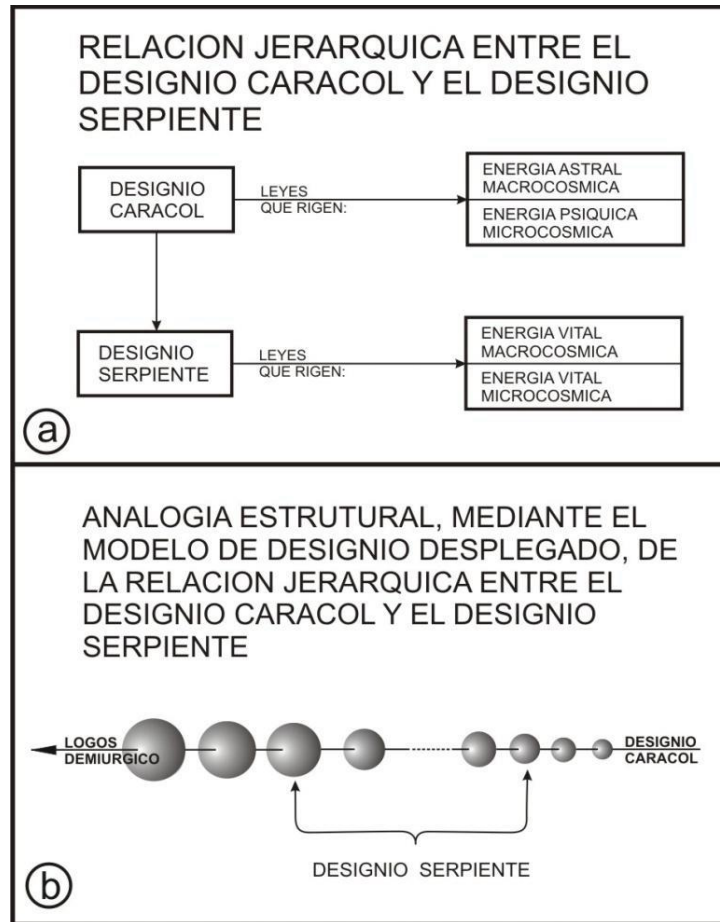 RELACION JERARQUICA ENTRE EL
DESIGNIO CARACOL Y EL DESIGNIO
SERPIENTE
DESIGNIO
CARACOL
LEYES
QUE RIGEN:
ENERGIA ASTRAL
MACROCOSMICA
ENERGIA PSIQUICA
MICROCOSMICA
DESIGNIO
SERPIENTE
LEYES
QUE RIGEN:
ENERGIA VITAL
MACROCOSMICA
ENERGIA VITAL
MICROCOSMICA
a
ANALOGIA ESTRUTURAL, MEDIANTE EL
MODELO DE DESIGNIO DESPLEGADO, DE
LA RELACION JERARQUICA ENTRE EL
DESIGNIO CARACOL Y EL DESIGNIO
SERPIENTE
LOGOS
DEMIURGICO
DESIGNIO
CARACOL
DESIGNIO SERPIENTE
b